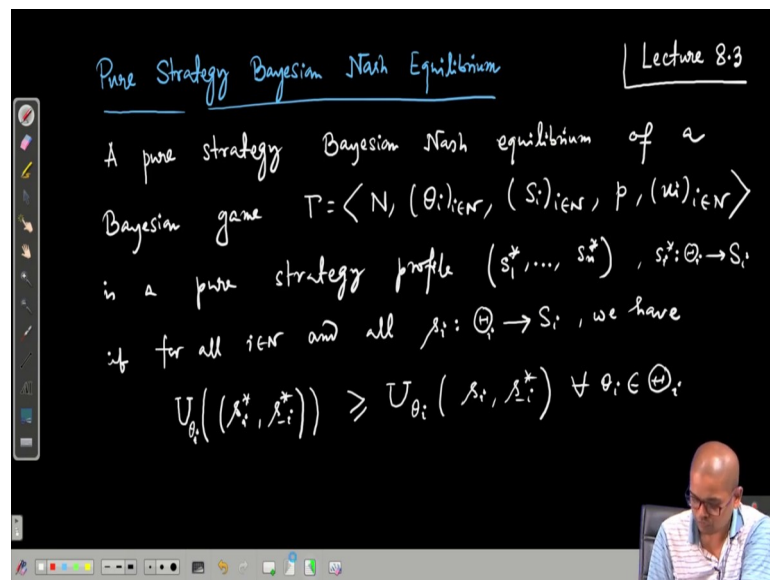 Pure Strategy Bayesian Nash Equilibrium
Lecture 8.3
A pure strategy Bayesian Nash equilibrium of a
Bayesian game Γ=⟨N, (Θi)i∈N, (Si)i∈N, p, (ui)i∈N⟩
is a pure strategy profile (s1*,..., sn*), si*: Θi → Si
if for all i∈N and all si: Θi → Si, we have
Uθi((si*, s-i*)) ⩾ Uθi(si, s-i*) ∀ θi ∈ Θi